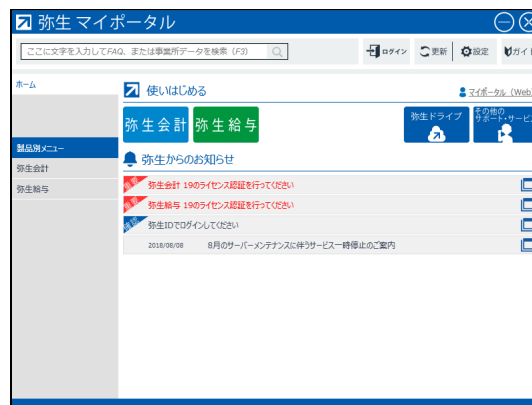 弥生 マイポータル
ここに文字を入力してFAQ、または事業所データを検索 (F3)
ログイン 更新 設定 ガイド
ホーム
製品別メニュー
弥生会計
弥生給与
使いはじめる
マイポータル (Web)
弥生会計 弥生給与
弥生ドライブ
その他の
サポート・サービス
弥生からのお知らせ
重要 弥生会計 19のライセンス認証を行ってください
重要 弥生給与 19のライセンス認証を行ってください
弥生IDでログインしてください
2018/08/08 8月のサーバーメンテナンスに伴うサービス一時停止のご案内